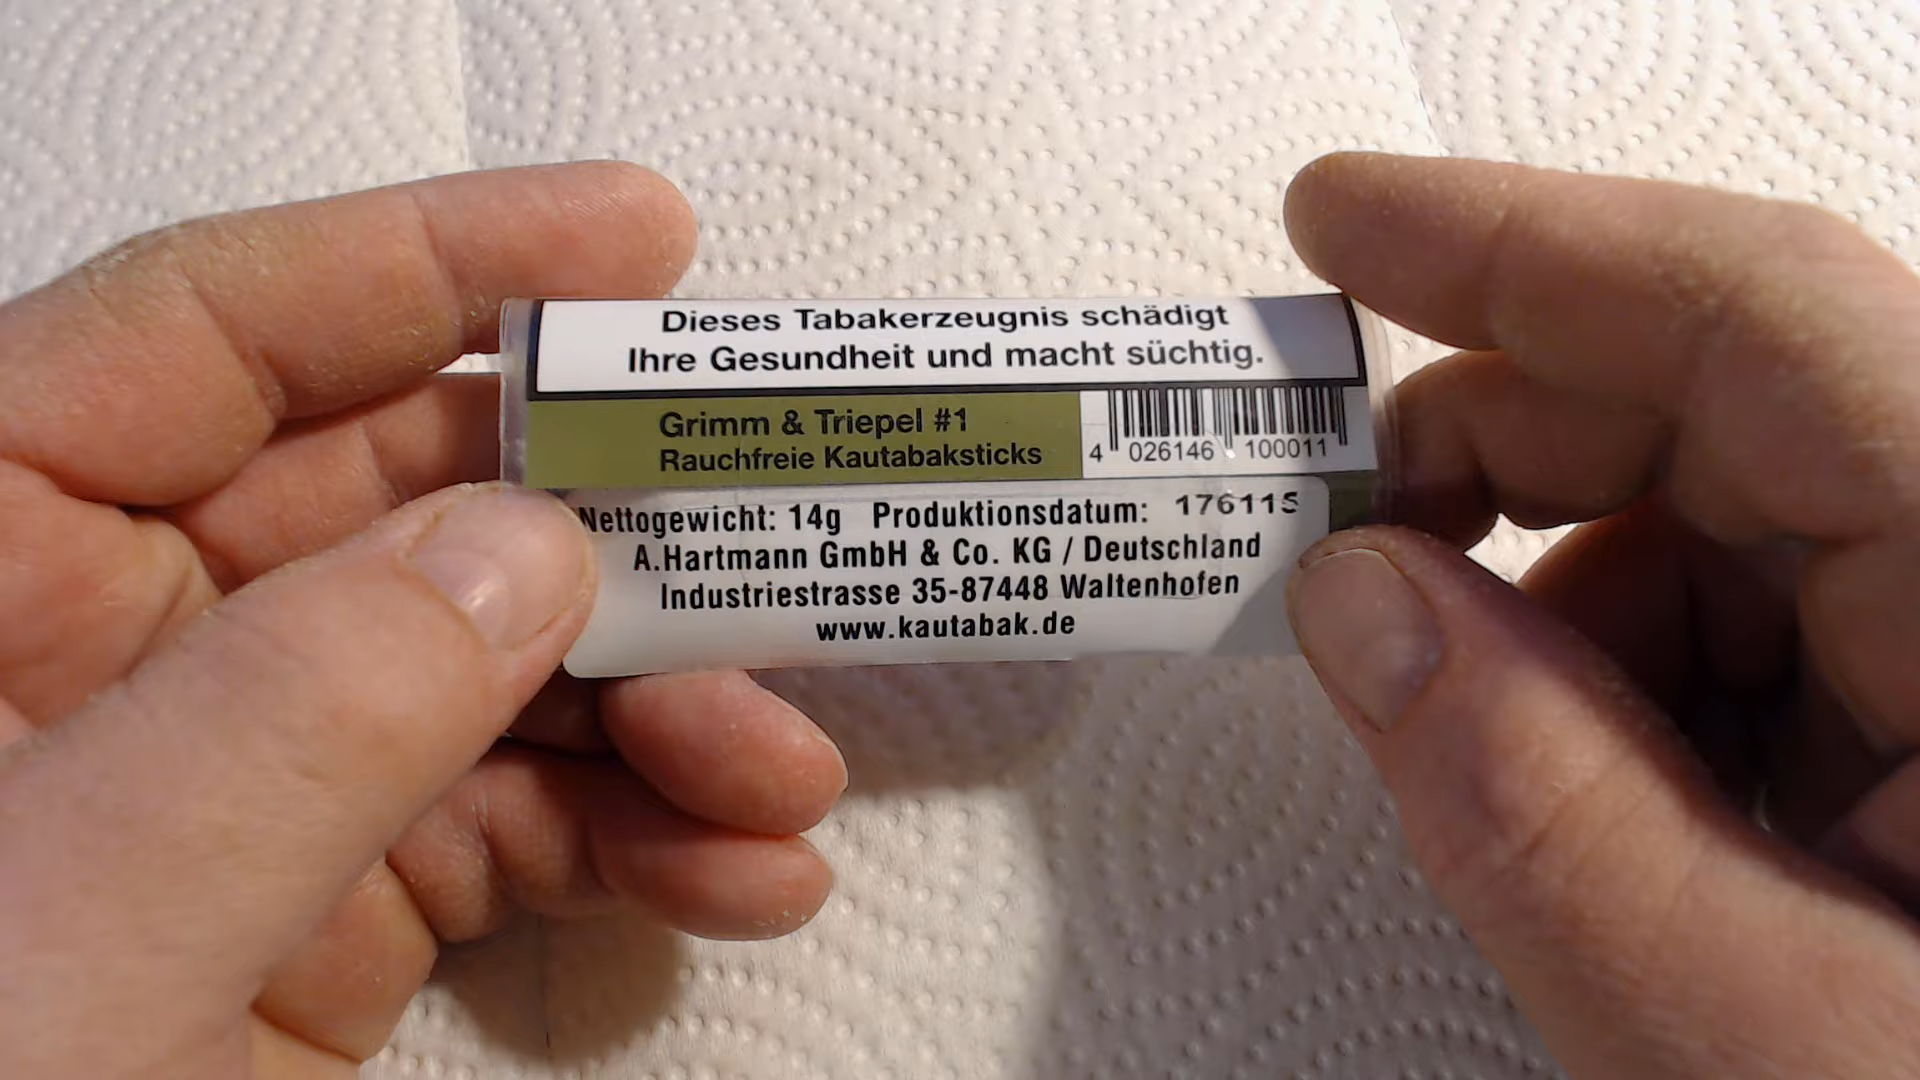 Dieses Tabakerzeugnis schädigt
Ihre Gesundheit und macht süchtig.
Grimm & Triepel #1
Rauchfreie Kautabaksticks
4 026146 100011
Nettogewicht: 14g Produktionsdatum: 176115
A.Hartmann GmbH & Co. KG / Deutschland
Industriestrasse 35-87448 Waltenhofen
www.kautabak.de